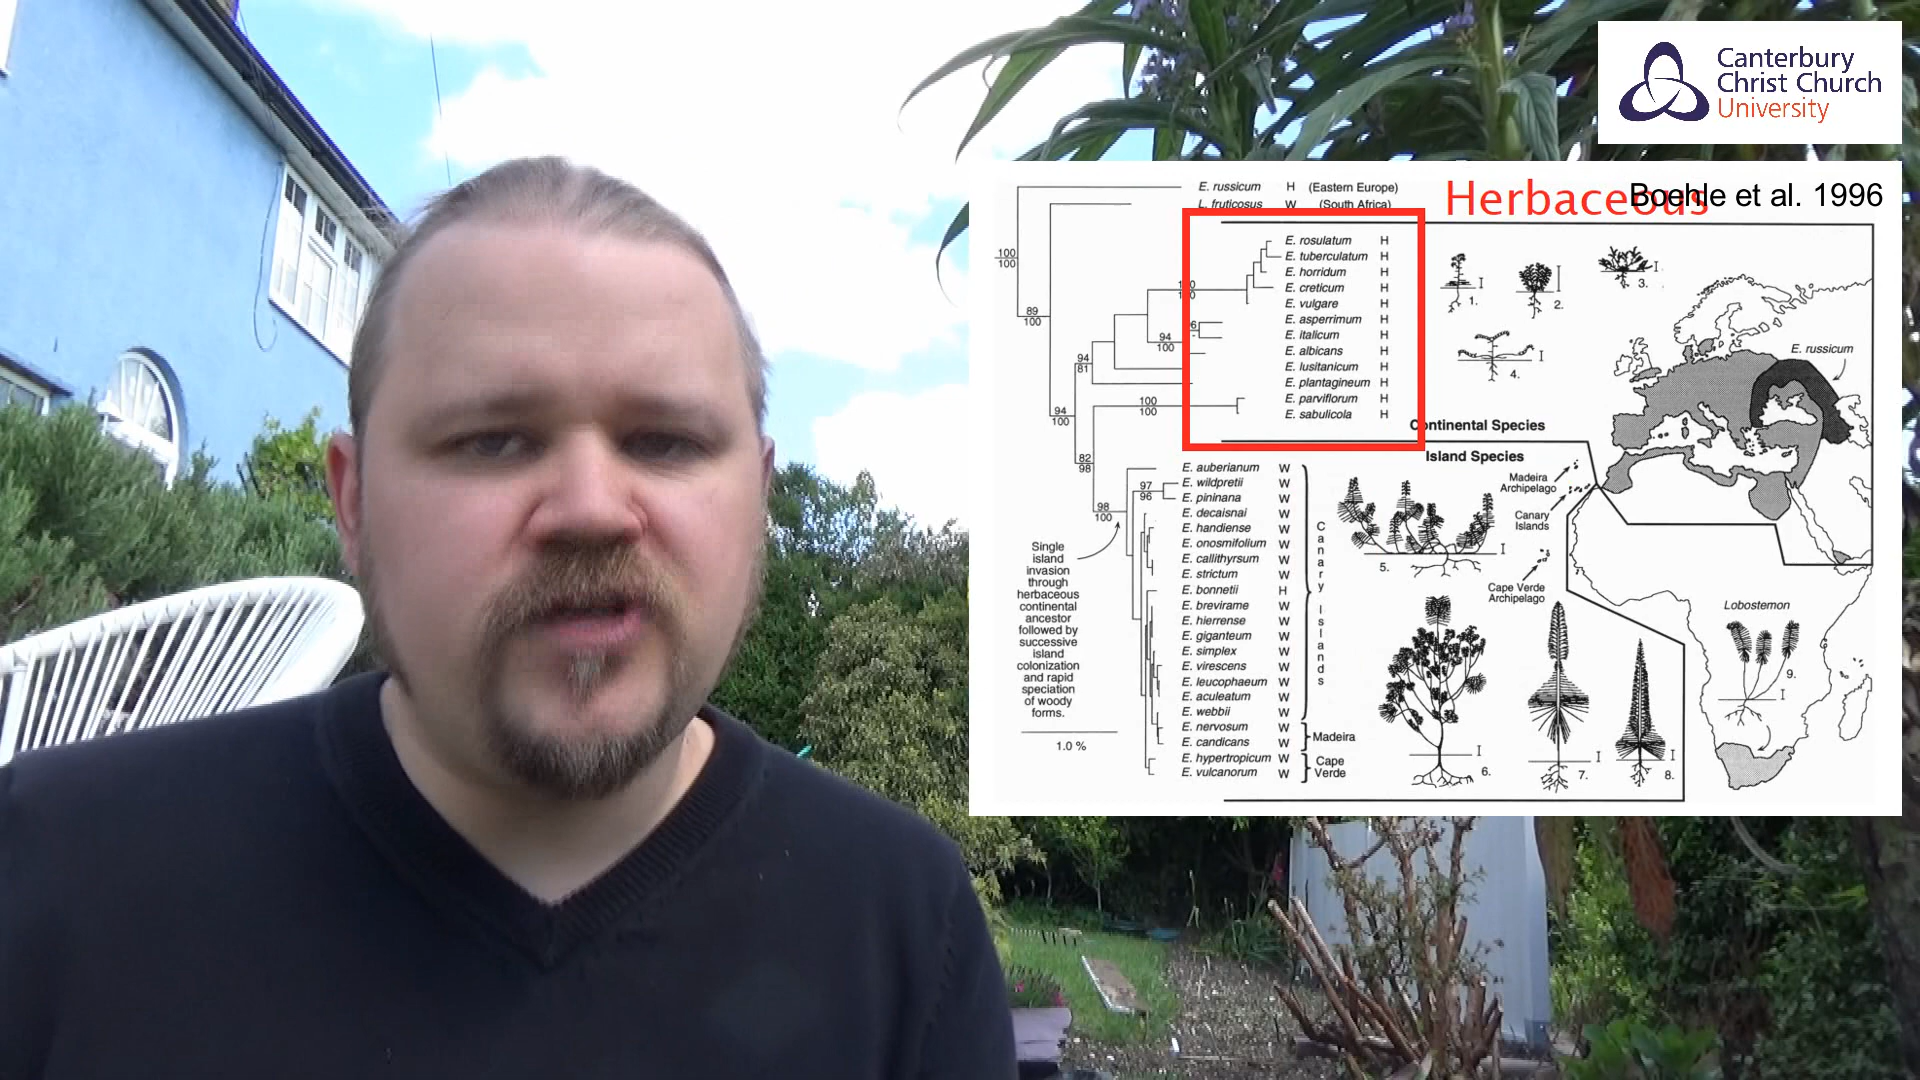 Canterbury
Christ Church
University
Herbaceous
Boehle et al. 1996
E. russicum H (Eastern Europe)
L. fruticosus W (South Africa)
E. rosulatum H
E. tuberculatum H
E. horridum H
E. creticum H
E. vulgare H
E. asperrimum H
E. italicum H
E. albicans H
E. lusitanicum H
E. plantagineum H
E. parviflorum H
E. sabulicola H
100
100
89
100
94
81
94
100
94
100
100
100
82
98
98
100
97
96
1.
2.
3.
4.
E. russicum
Continental Species
Island Species
E. auberianum W
E. wildpretii W
E. pininana W
E. decaisnai W
E. handiense W
E. onosmifolium W
E. callithyrsum W
E. strictum W
E. bonnetii H
E. brevirame W
E. hierrense W
E. giganteum W
E. simplex W
E. virescens W
E. leucophaeum W
E. aculeatum W
E. webbii W
E. nervosum W
E. candicans W
E. hypertropicum W
E. vulcanorum W
Canary Islands
Madeira
Cape
Verde
Single
island
invasion
through
herbaceous
continental
ancestor
followed by
successive
island
colonization
and rapid
speciation
of woody
forms.
1.0 %
Madeira
Archipelago
Canary
Islands
Cape Verde
Archipelago
Lobostemon
5.
6.
7.
8.
9.